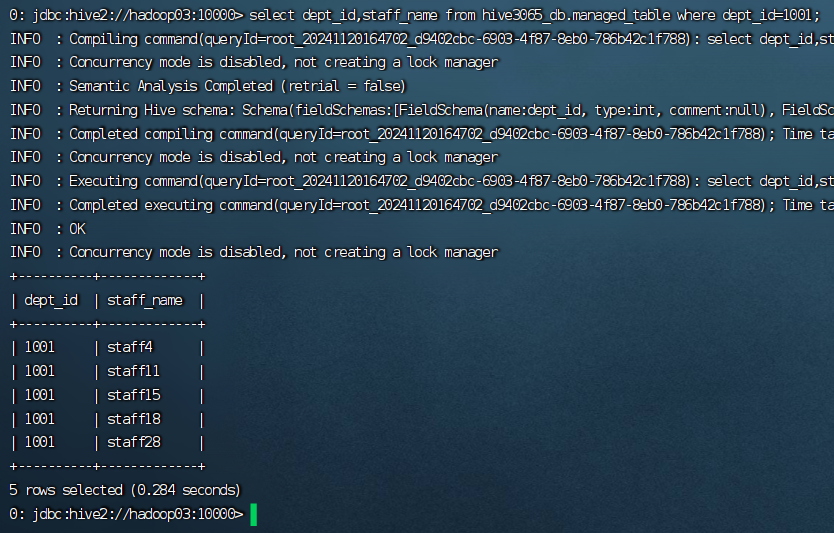 0: jdbc:hive2://hadoop03:10000> select dept_id,staff_name from hive3065_db.managed_table where dept_id=1001;
INFO  : Compiling command(queryId=root_20241120164702_d9402cbc-6903-4f87-8eb0-786b42c1f788): select dept_id,st
INFO  : Concurrency mode is disabled, not creating a lock manager
INFO  : Semantic Analysis Completed (retrial = false)
INFO  : Returning Hive schema: Schema(fieldSchemas:[FieldSchema(name:dept_id, type:int, comment:null), FieldSc
INFO  : Completed compiling command(queryId=root_20241120164702_d9402cbc-6903-4f87-8eb0-786b42c1f788); Time ta
INFO  : Concurrency mode is disabled, not creating a lock manager
INFO  : Executing command(queryId=root_20241120164702_d9402cbc-6903-4f87-8eb0-786b42c1f788): select dept_id,st
INFO  : Completed executing command(queryId=root_20241120164702_d9402cbc-6903-4f87-8eb0-786b42c1f788); Time ta
INFO  : OK
INFO  : Concurrency mode is disabled, not creating a lock manager
+----------+-------------+
| dept_id  | staff_name  |
+----------+-------------+
| 1001     | staff4      |
| 1001     | staff11     |
| 1001     | staff15     |
| 1001     | staff18     |
| 1001     | staff28     |
+----------+-------------+
5 rows selected (0.284 seconds)
0: jdbc:hive2://hadoop03:10000>